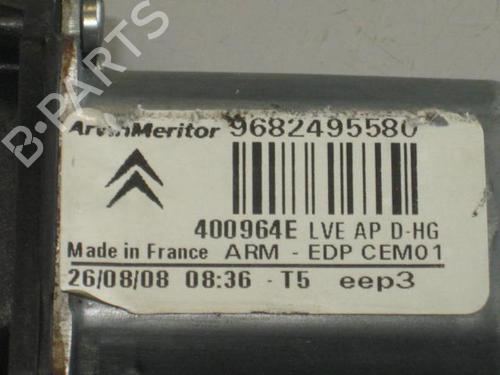 ArvinMeritor 9682495580
400964E LVE AP D-HG
Made in France ARM - EDP CEM01
26/08/08 08:36 - T5 eep3
B-PARTS